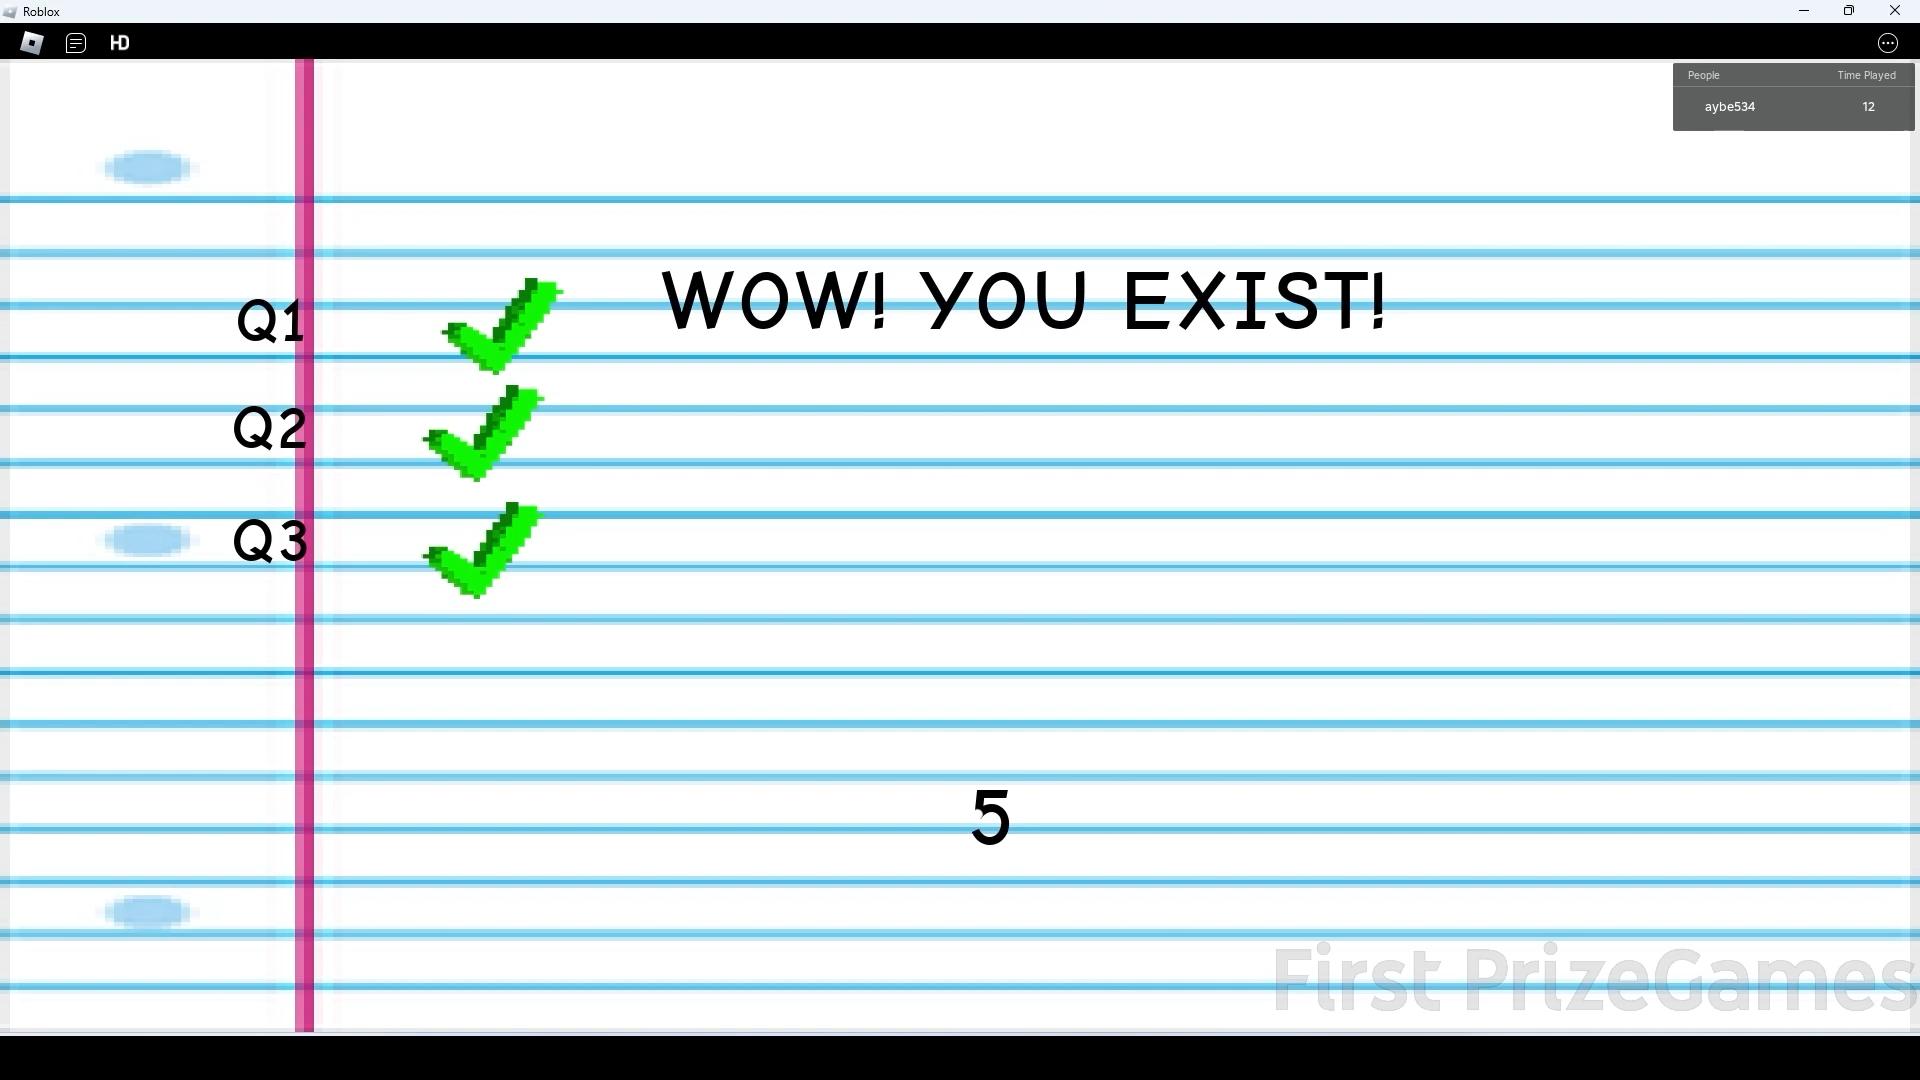 Roblox
HD
People Time Played
aybe534 12
WOW! YOU EXIST!
Q1
Q2
Q3
5
First PrizeGames